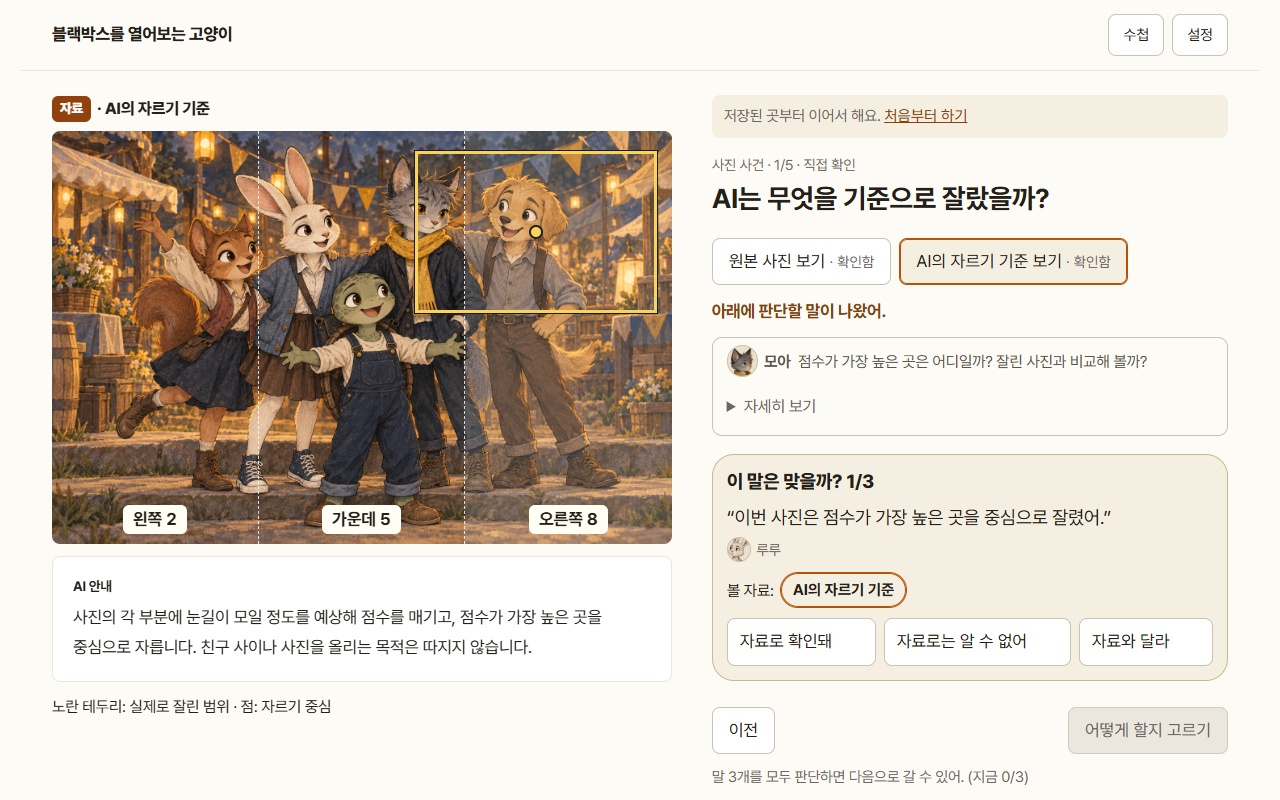 블랙박스를 열어보는 고양이
수첩
설정
자료 · AI의 자르기 기준
왼쪽 2
가운데 5
오른쪽 8
AI 안내
사진의 각 부분에 눈길이 모일 정도를 예상해 점수를 매기고, 점수가 가장 높은 곳을
중심으로 자릅니다. 친구 사이나 사진을 올리는 목적은 따지지 않습니다.
노란 테두리: 실제로 잘린 범위 · 점: 자르기 중심
저장된 곳부터 이어서 해요. 처음부터 하기
사진 사건 · 1/5 · 직접 확인
AI는 무엇을 기준으로 잘랐을까?
원본 사진 보기 · 확인함
AI의 자르기 기준 보기 · 확인함
아래에 판단할 말이 나왔어.
모아 점수가 가장 높은 곳은 어디일까? 잘린 사진과 비교해 볼까?
▶ 자세히 보기
이 말은 맞을까? 1/3
“이번 사진은 점수가 가장 높은 곳을 중심으로 잘렸어.”
루루
볼 자료: AI의 자르기 기준
자료로 확인돼
자료로는 알 수 없어
자료와 달라
이전
어떻게 할지 고르기
말 3개를 모두 판단하면 다음으로 갈 수 있어. (지금 0/3)